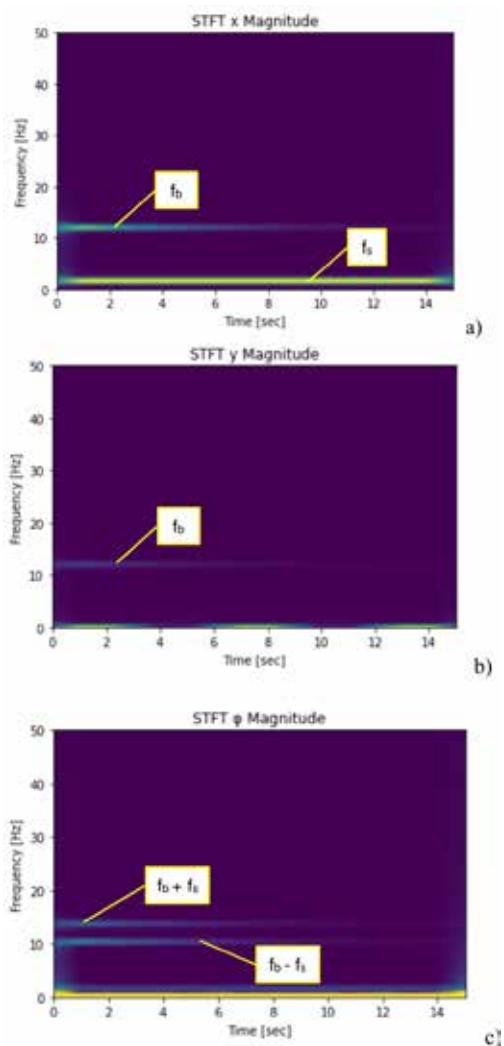 STFT x Magnitude
50
40
30
20
10
0
Frequency [Hz]
fb
fs
0 2 4 6 8 10 12 14
Time [sec]
a)
STFT y Magnitude
50
40
30
20
10
0
Frequency [Hz]
fb
0 2 4 6 8 10 12 14
Time [sec]
b)
STFT φ Magnitude
50
40
30
20
10
0
Frequency [Hz]
fb + fs
fb - fs
0 2 4 6 8 10 12 14
Time [sec]
c)